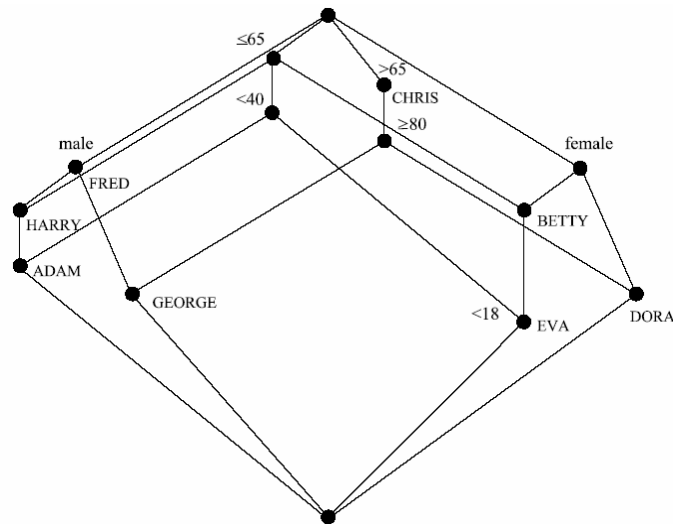 ≤65
>65
CHRIS
<40
≥80
male
female
FRED
HARRY
BETTY
ADAM
GEORGE
<18
EVA
DORA